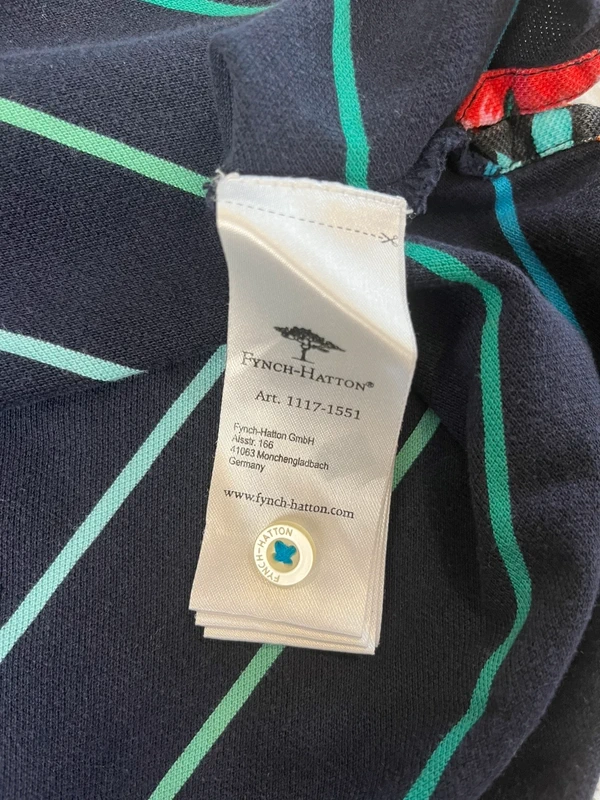 FYNCH-HATTON®
Art. 1117-1551
Fynch-Hatton GmbH
Alsstr. 166
41063 Monchengladbach
Germany
www.fynch-hatton.com
FYNCH-HATTON